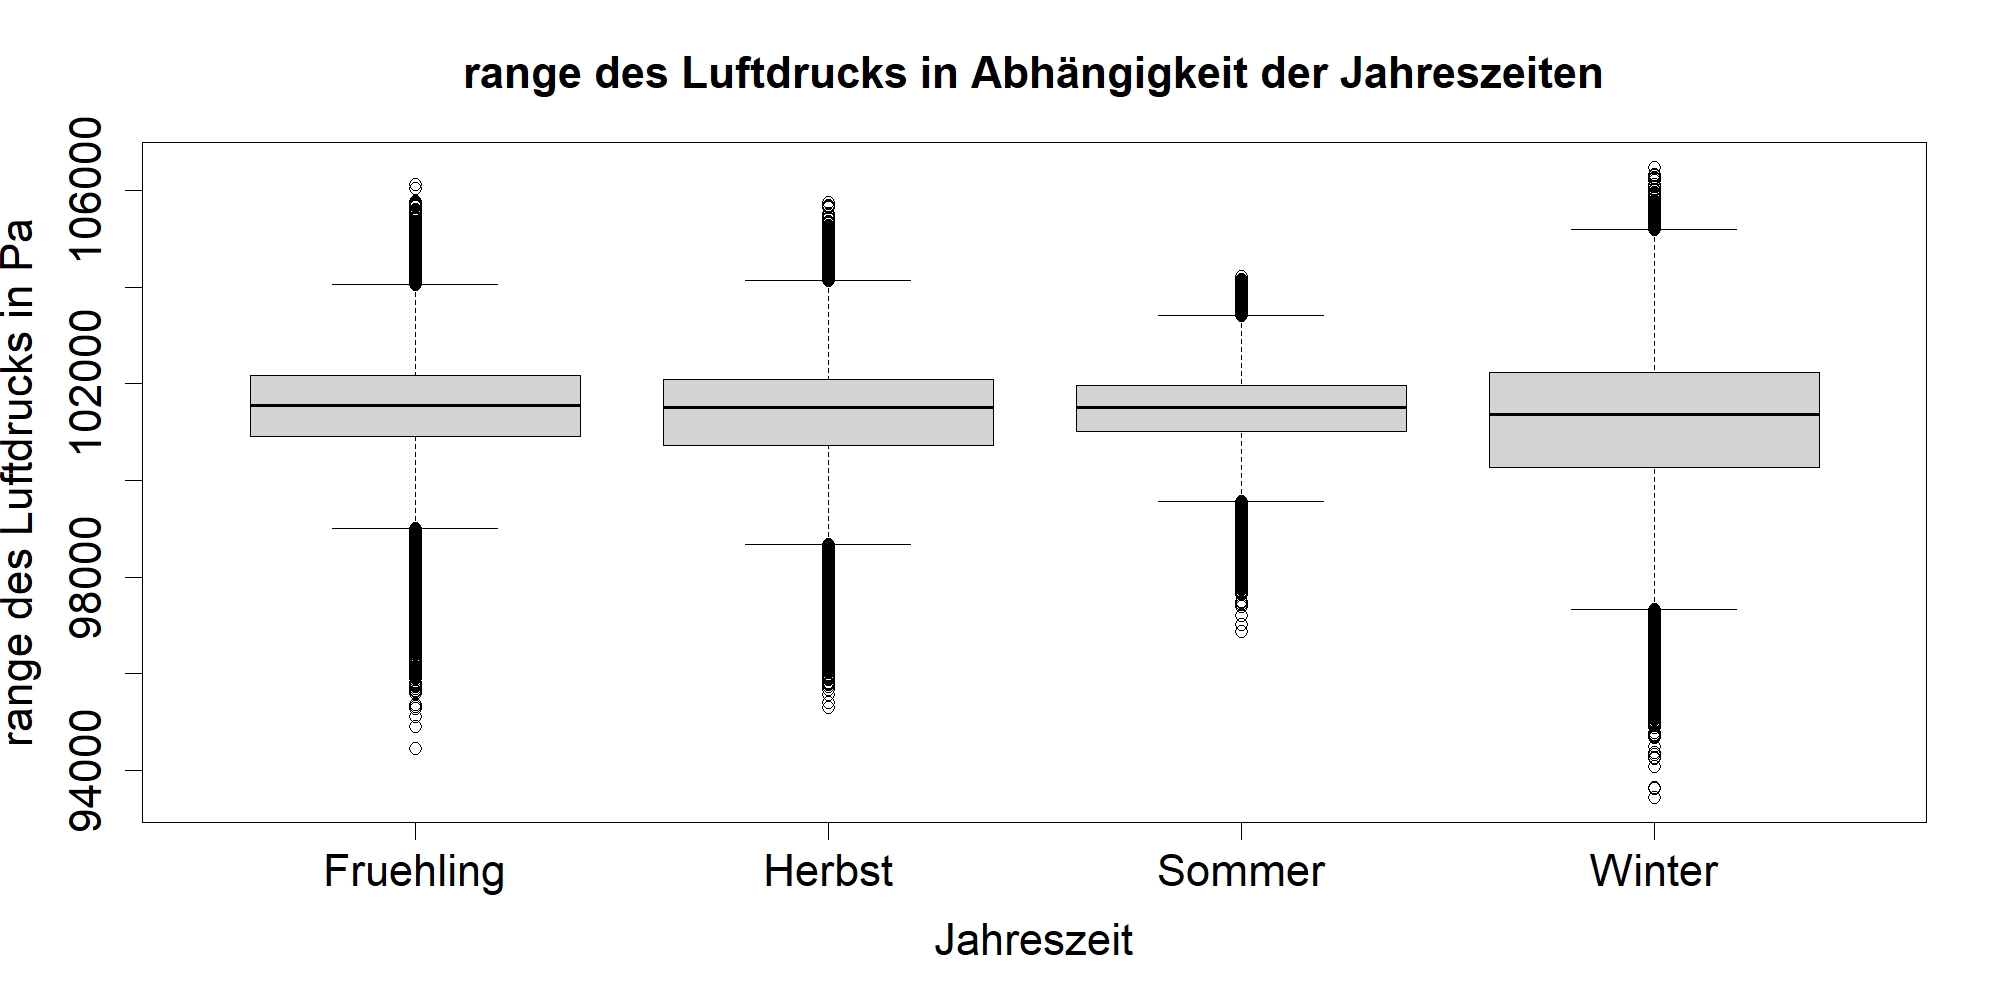 range des Luftdrucks in Abhängigkeit der Jahreszeiten
range des Luftdrucks in Pa
106000
102000
98000
94000
Fruehling
Herbst
Sommer
Winter
Jahreszeit